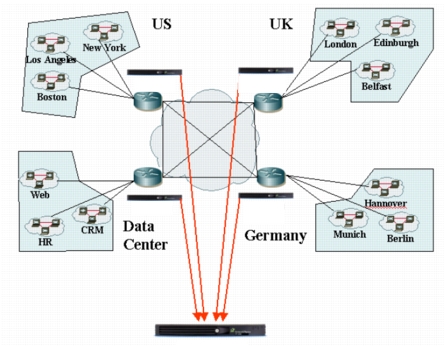 US
UK
New York
Los Angeles
Boston
London
Edinburgh
Belfast
Web
HR
CRM
Data
Center
Germany
Hannover
Munich
Berlin